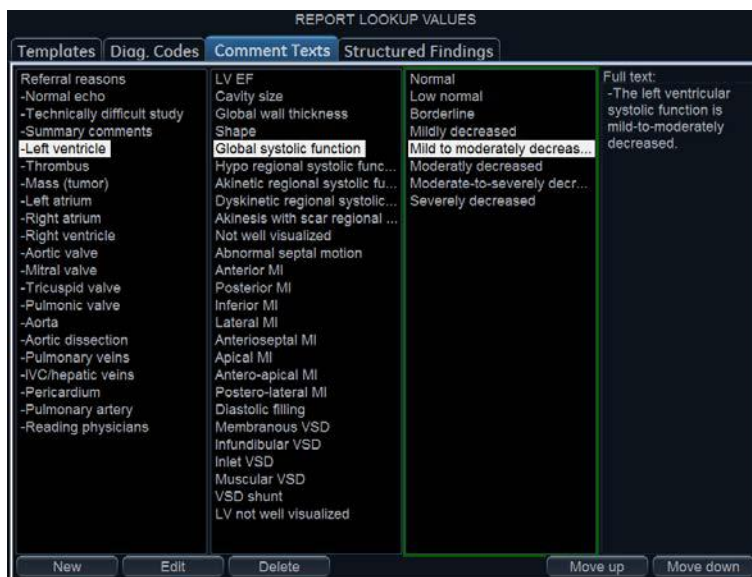 REPORT LOOKUP VALUES
Templates Diag. Codes Comment Texts Structured Findings
Referral reasons
-Normal echo
-Technically difficult study
-Summary comments
-Left ventricle
-Thrombus
-Mass (tumor)
-Left atrium
-Right atrium
-Right ventricle
-Aortic valve
-Mitral valve
-Tricuspid valve
-Pulmonic valve
-Aorta
-Aortic dissection
-Pulmonary veins
-IVC/hepatic veins
-Pericardium
-Pulmonary artery
-Reading physicians
LV EF
Cavity size
Global wall thickness
Shape
Global systolic function
Hypo regional systolic func...
Akinetic regional systolic fu...
Dyskinetic regional systolic...
Akinesis with scar regional ...
Not well visualized
Abnormal septal motion
Anterior MI
Posterior MI
Inferior MI
Lateral MI
Anterioseptal MI
Apical MI
Antero-apical MI
Postero-lateral MI
Diastolic filling
Membranous VSD
Infundibular VSD
Inlet VSD
Muscular VSD
VSD shunt
LV not well visualized
Normal
Low normal
Borderline
Mildly decreased
Mild to moderately decreas...
Moderatly decreased
Moderate-to-severely decr...
Severely decreased
Full text:
-The left ventricular
systolic function is
mild-to-moderately
decreased.
New Edit Delete Move up Move down